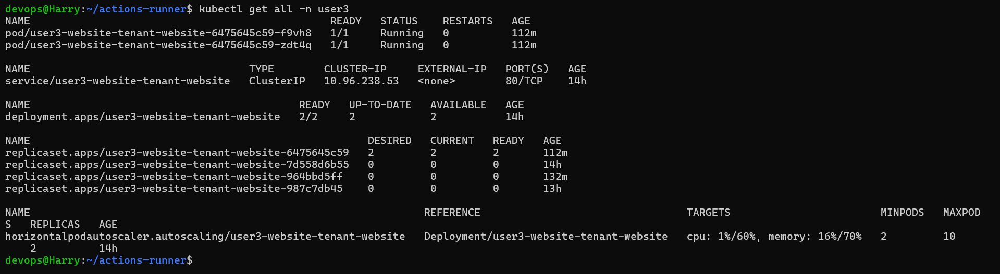 devops@Harry:~/actions-runner$ kubectl get all -n user3
NAME                                                READY   STATUS    RESTARTS   AGE
pod/user3-website-tenant-website-6475645c59-f9vh8   1/1     Running   0          112m
pod/user3-website-tenant-website-6475645c59-zdt4q   1/1     Running   0          112m

NAME                                   TYPE        CLUSTER-IP     EXTERNAL-IP   PORT(S)   AGE
service/user3-website-tenant-website   ClusterIP   10.96.238.53   <none>        80/TCP    14h

NAME                                           READY   UP-TO-DATE   AVAILABLE   AGE
deployment.apps/user3-website-tenant-website   2/2     2            2           14h

NAME                                                      DESIRED   CURRENT   READY   AGE
replicaset.apps/user3-website-tenant-website-6475645c59   2         2         2       112m
replicaset.apps/user3-website-tenant-website-7d558d6b55   0         0         0       14h
replicaset.apps/user3-website-tenant-website-964bbd5ff    0         0         0       132m
replicaset.apps/user3-website-tenant-website-987c7db45    0         0         0       13h

NAME                                                               REFERENCE                                 TARGETS                        MINPODS   MAXPOD
S   REPLICAS   AGE
horizontalpodautoscaler.autoscaling/user3-website-tenant-website   Deployment/user3-website-tenant-website   cpu: 1%/60%, memory: 16%/70%   2         10
    2          14h
devops@Harry:~/actions-runner$